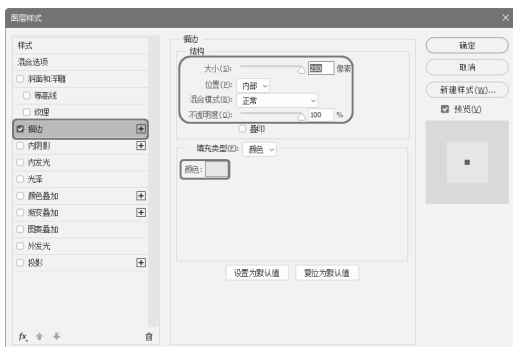 图层样式
样式
混合选项
斜面和浮雕
等高线
纹理
描边
内阴影
内发光
光泽
颜色叠加
渐变叠加
图案叠加
外发光
投影
fx
描边
结构
大小(S): 250 像素
位置(P): 内部
混合模式(B): 正常
不透明度(O): 100 %
叠印
填充类型(F): 颜色
颜色:
设置为默认值 复位为默认值
确定
取消
新建样式(W)...
预览(V)